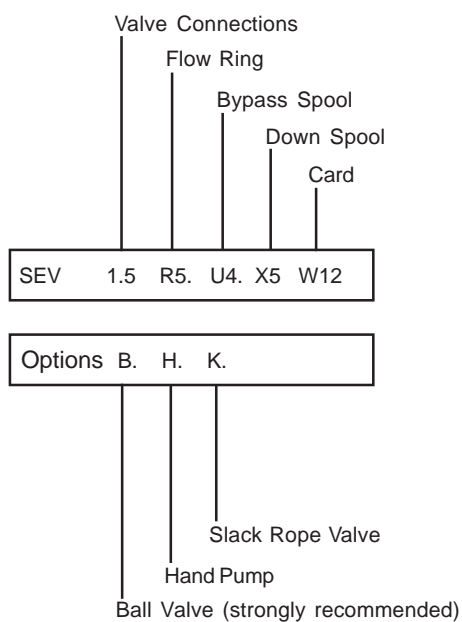 Valve Connections
Flow Ring
Bypass Spool
Down Spool
Card
SEV 1.5 R5. U4. X5 W12
Options B. H. K.
Slack Rope Valve
Hand Pump
Ball Valve (strongly recommended)